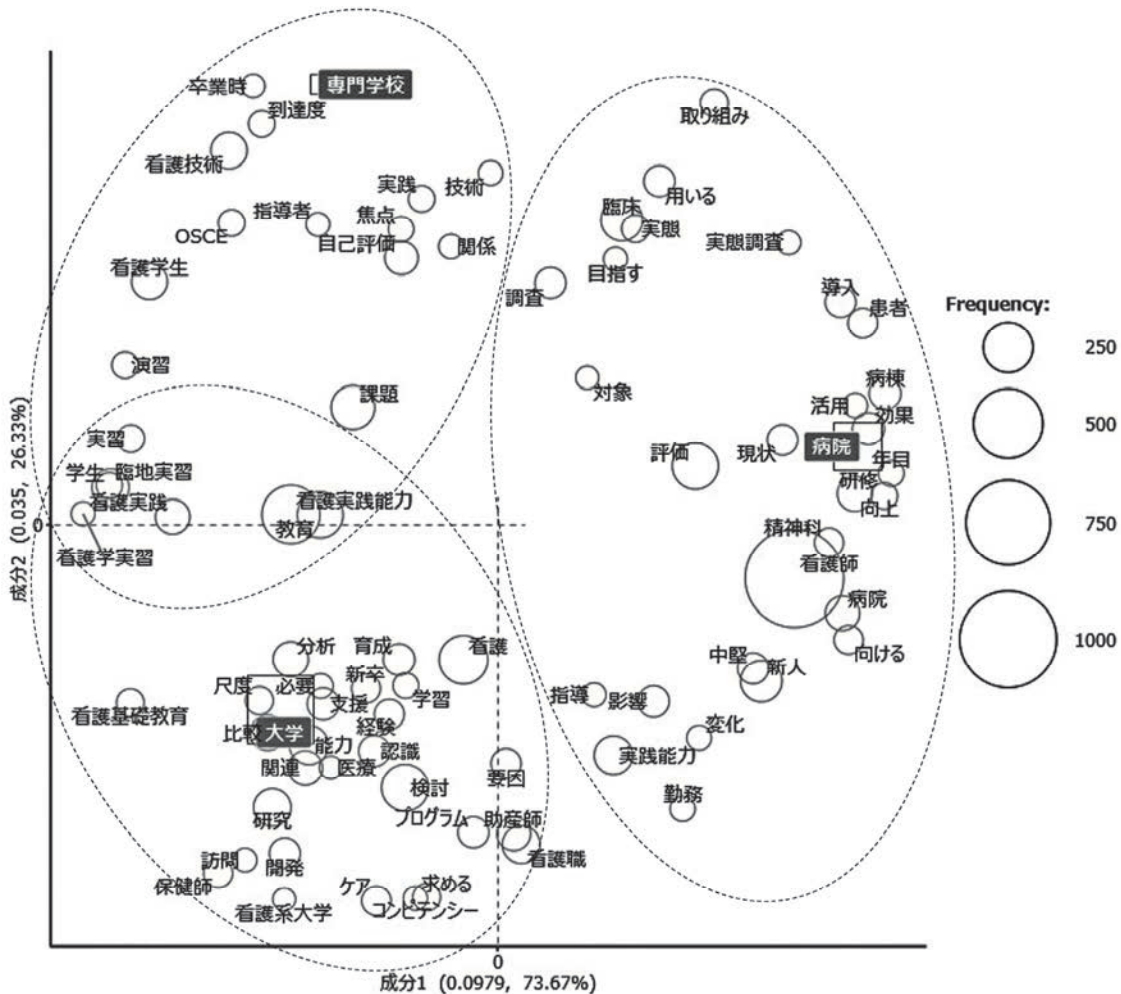 卒業時
専門学校
到達度
取り組み
看護技術
実践
技術
用いる
指導者
焦点
臨床
OSCE
自己評価
関係
実態
実態調査
看護学生
目指す
調査
導入
患者
Frequency:
250
演習
課題
対象
病棟
活用
効果
500
実習
評価
現状
病院
年目
学生
臨地実習
研修
看護実践
看護実践能力
向上
教育
0
精神科
750
看護学実習
看護師
病院
1000
分析
育成
看護
向ける
中堅
新人
尺度
必要
新卒
学習
指導
影響
看護基礎教育
支援
経験
変化
比較
大学
能力
認識
実践能力
関連
医療
検討
要因
研究
プログラム
助産師
勤務
訪問
開発
看護職
保健師
ケア
求める
看護系大学
コンピテンシー
0
成分1 (0.0979, 73.67%)
成分2 (0.035, 26.33%)